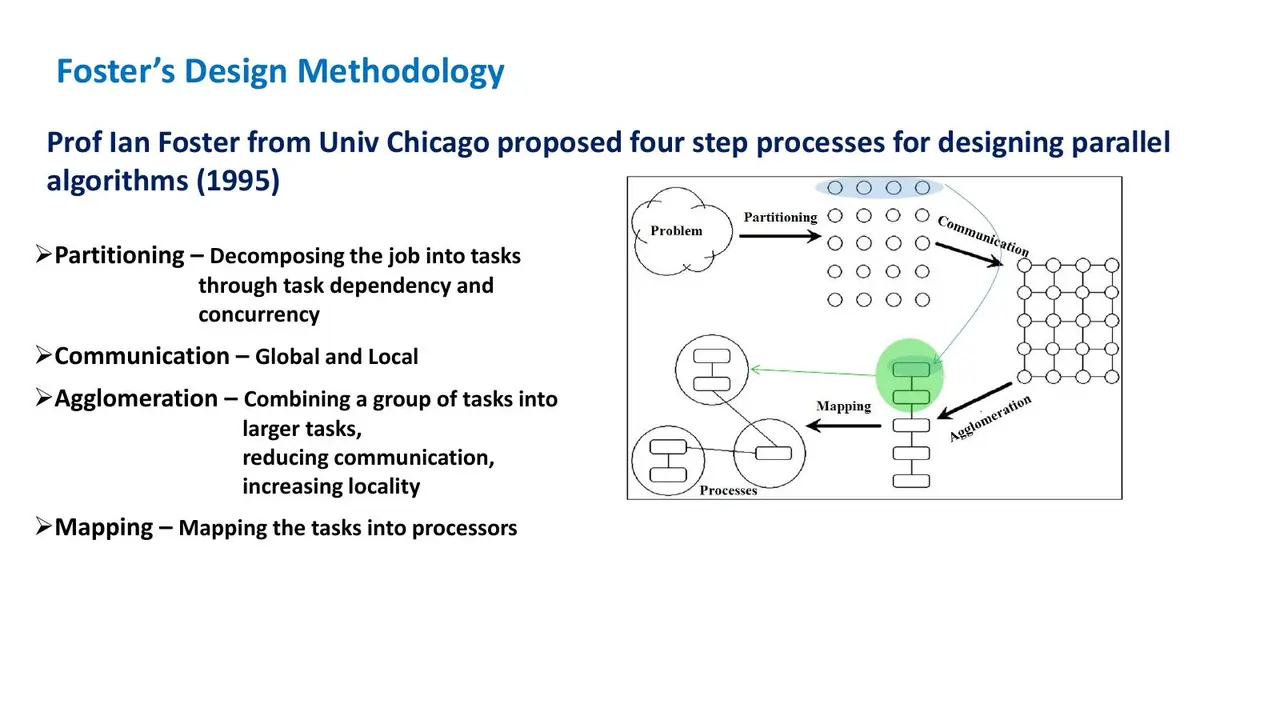 Foster’s Design Methodology
Prof Ian Foster from Univ Chicago proposed four step processes for designing parallel
algorithms (1995)
➢Partitioning – Decomposing the job into tasks
through task dependency and
concurrency
➢Communication – Global and Local
➢Agglomeration – Combining a group of tasks into
larger tasks,
reducing communication,
increasing locality
➢Mapping – Mapping the tasks into processors
Problem
Partitioning
Communication
Agglomeration
Mapping
Processes